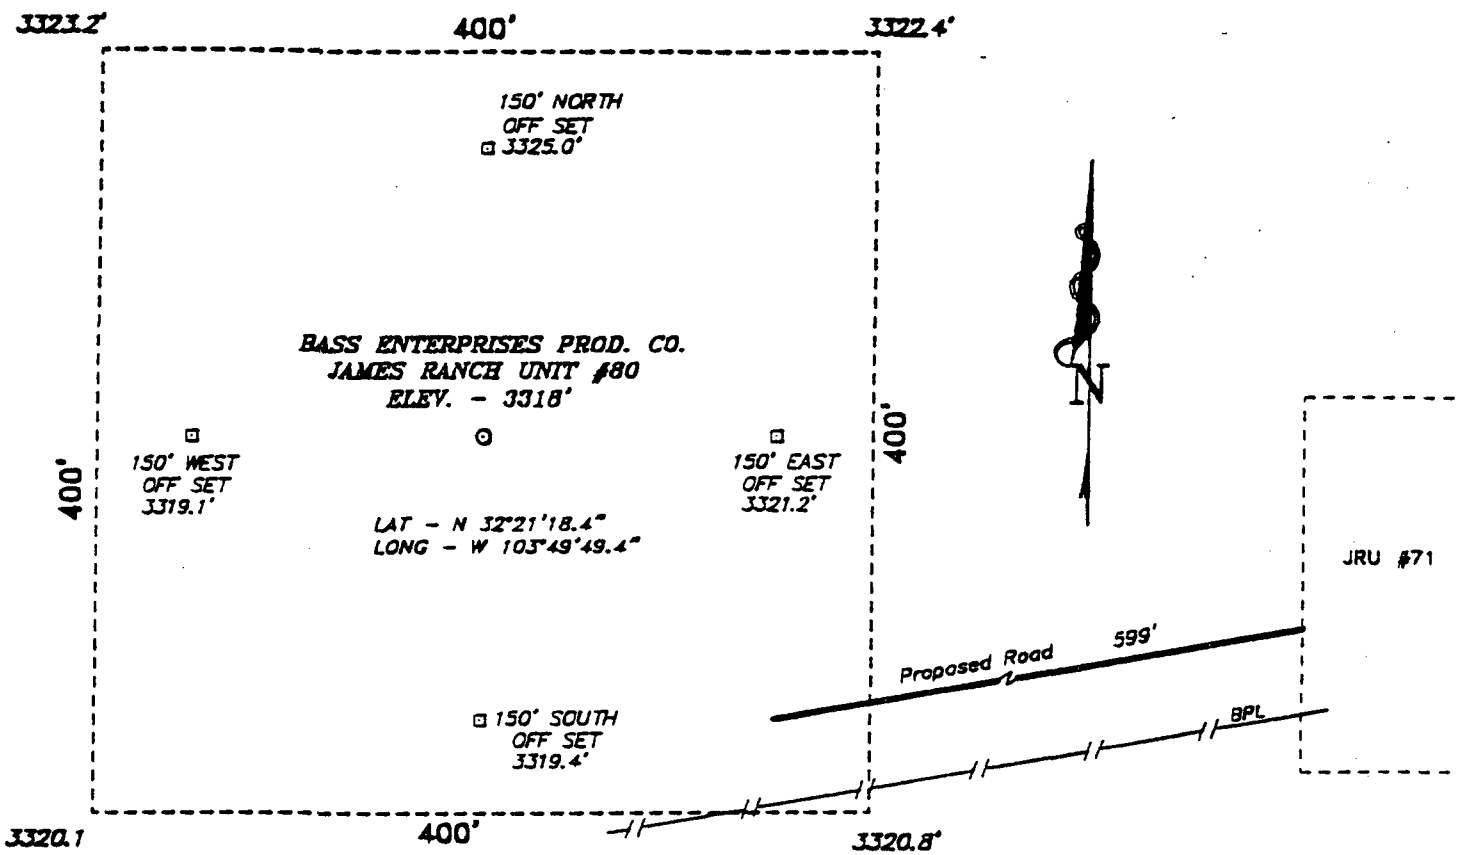 3323.2'
400'
3322.4'
150' NORTH
OFF SET
3325.0'
BASS ENTERPRISES PROD. CO.
JAMES RANCH UNIT #80
ELEV. - 3318'
150' WEST
OFF SET
3319.1'
150' EAST
OFF SET
3321.2'
400'
400'
LAT - N 32°21'18.4"
LONG - W 103°49'49.4"
N
JRU #71
Proposed Road
599'
BPL
150' SOUTH
OFF SET
3319.4'
3320.1
400'
3320.8'